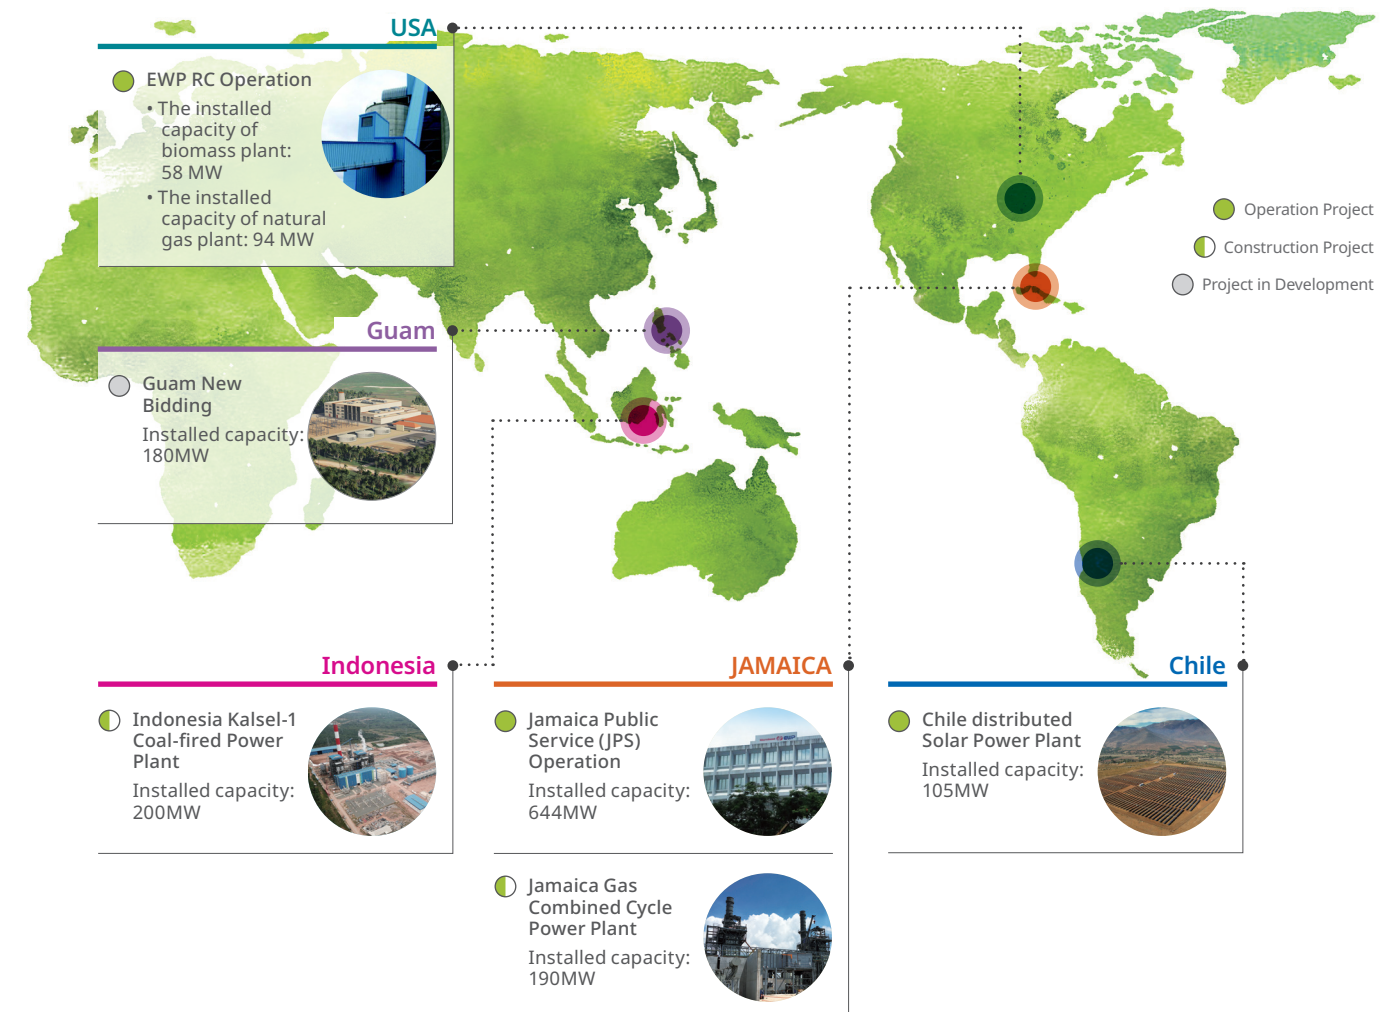 USA
EWP RC Operation
• The installed
capacity of
biomass plant:
58 MW
• The installed
capacity of natural
gas plant: 94 MW
Operation Project
Construction Project
Project in Development
Guam
Guam New
Bidding
Installed capacity:
180MW
Indonesia
Indonesia Kalsel-1
Coal-fired Power
Plant
Installed capacity:
200MW
JAMAICA
Jamaica Public
Service (JPS)
Operation
Installed capacity:
644MW
Jamaica Gas
Combined Cycle
Power Plant
Installed capacity:
190MW
Chile
Chile distributed
Solar Power Plant
Installed capacity:
105MW